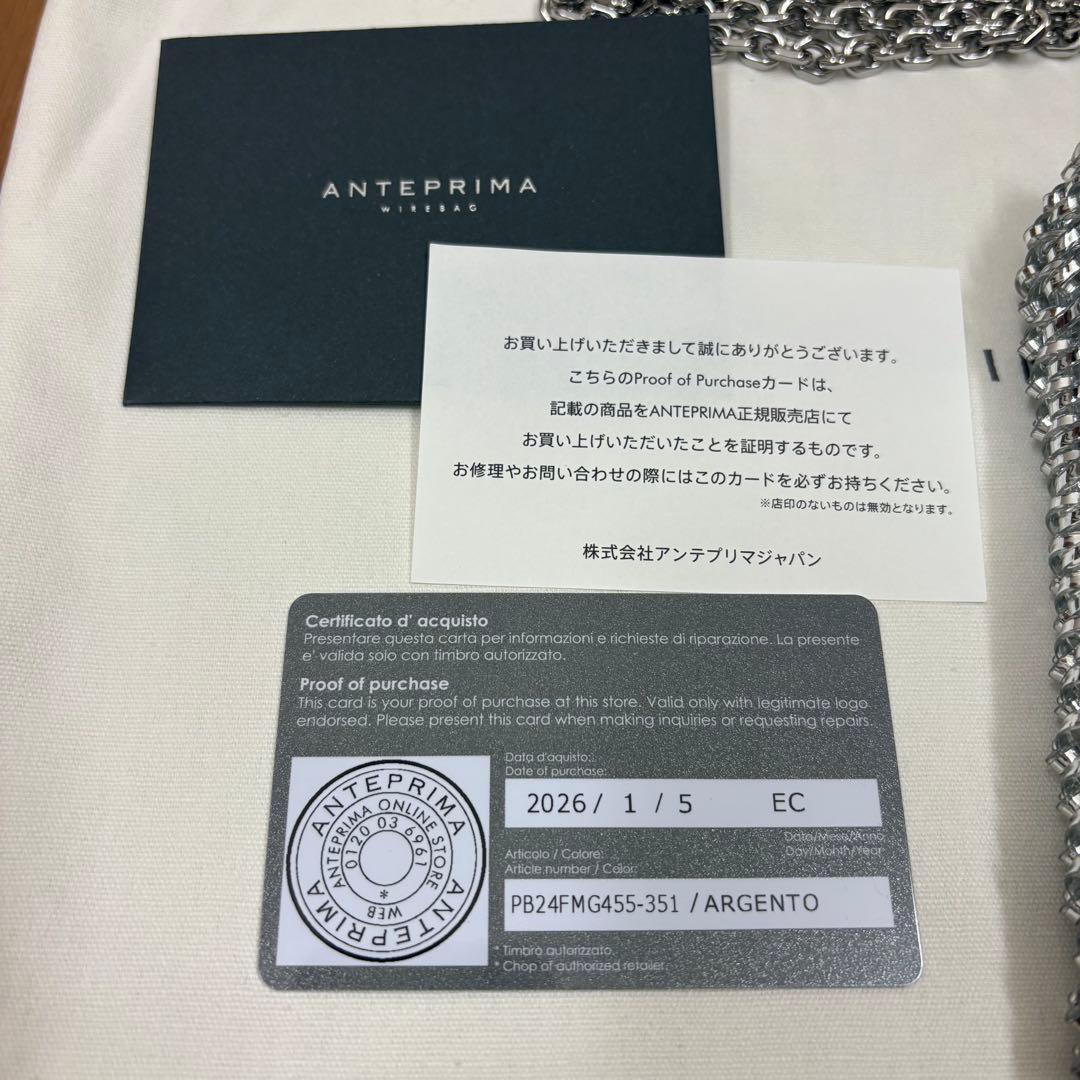 ANTEPRIMA
WIREBAG
お買い上げいただきまして誠にありがとうございます。
こちらのProof of Purchaseカードは、
記載の商品をANTEPRIMA正規販売店にて
お買い上げいただいたことを証明するものです。
お修理やお問い合わせの際にはこのカードを必ずお持ちください。
※店印のないものは無効となります。
株式会社アンテプリマジャパン
Certificato d' acquisto
Presentare questa carta per informazioni e richieste di riparazione. La presente
e' valida solo con timbro autorizzato.
Proof of purchase
This card is your proof of purchase at this store. Valid only with legitimate logo
endorsed. Please present this card when making inquiries or requesting repairs.
Data d'aquisto:
Date of purchase:
2026 / 1 / 5 EC
Data/Mese/Anno
Day/Month/Year
Articolo / Colore:
Article number / Color:
PB24FMG455-351 / ARGENTO
* Timbro autorizzato.
* Chop of authorized retailer.
ANTEPRIMA
ANTEPRIMA ONLINE STORE
0120 03 6961
* WEB
ANTEPRIMA